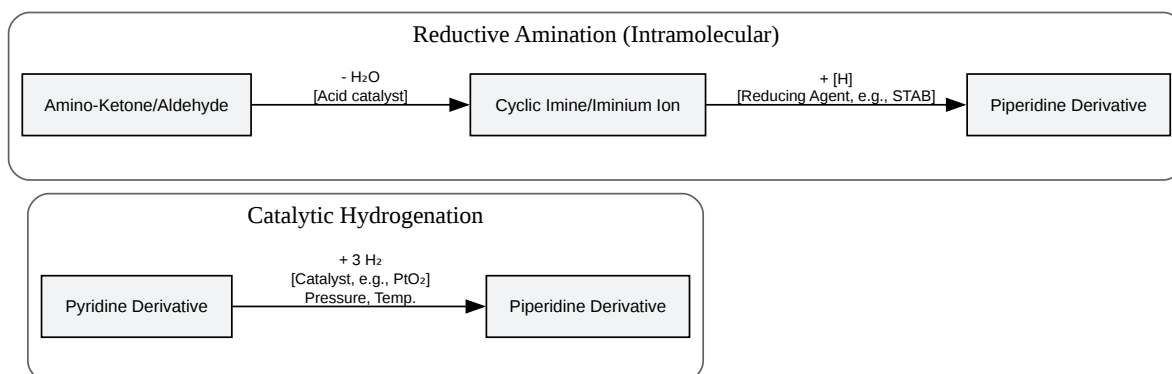 Reductive Amination (Intramolecular)
Amino-Ketone/Aldehyde
- H₂O
[Acid catalyst]
Cyclic Imine/Iminium Ion
+ [H]
[Reducing Agent, e.g., STAB]
Piperidine Derivative
Catalytic Hydrogenation
Pyridine Derivative
+ 3 H₂
[Catalyst, e.g., PtO₂]
Pressure, Temp.
Piperidine Derivative